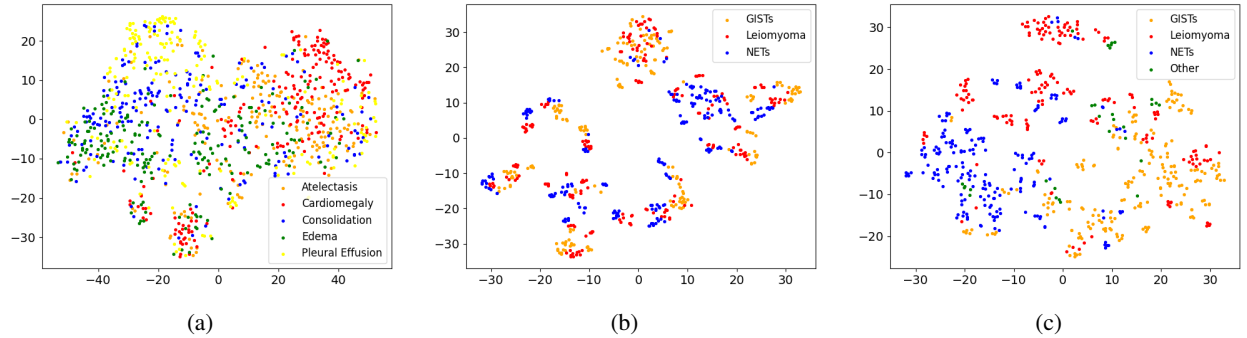 20
10
0
−10
−20
−30
−40
−20
0
20
40
Atelectasis
Cardiomegaly
Consolidation
Edema
Pleural Effusion
(a)
30
20
10
0
−10
−20
−30
−30
−20
−10
0
10
20
30
GISTs
Leiomyoma
NETs
(b)
30
20
10
0
−10
−20
−30
−20
−10
0
10
20
30
GISTs
Leiomyoma
NETs
Other
(c)